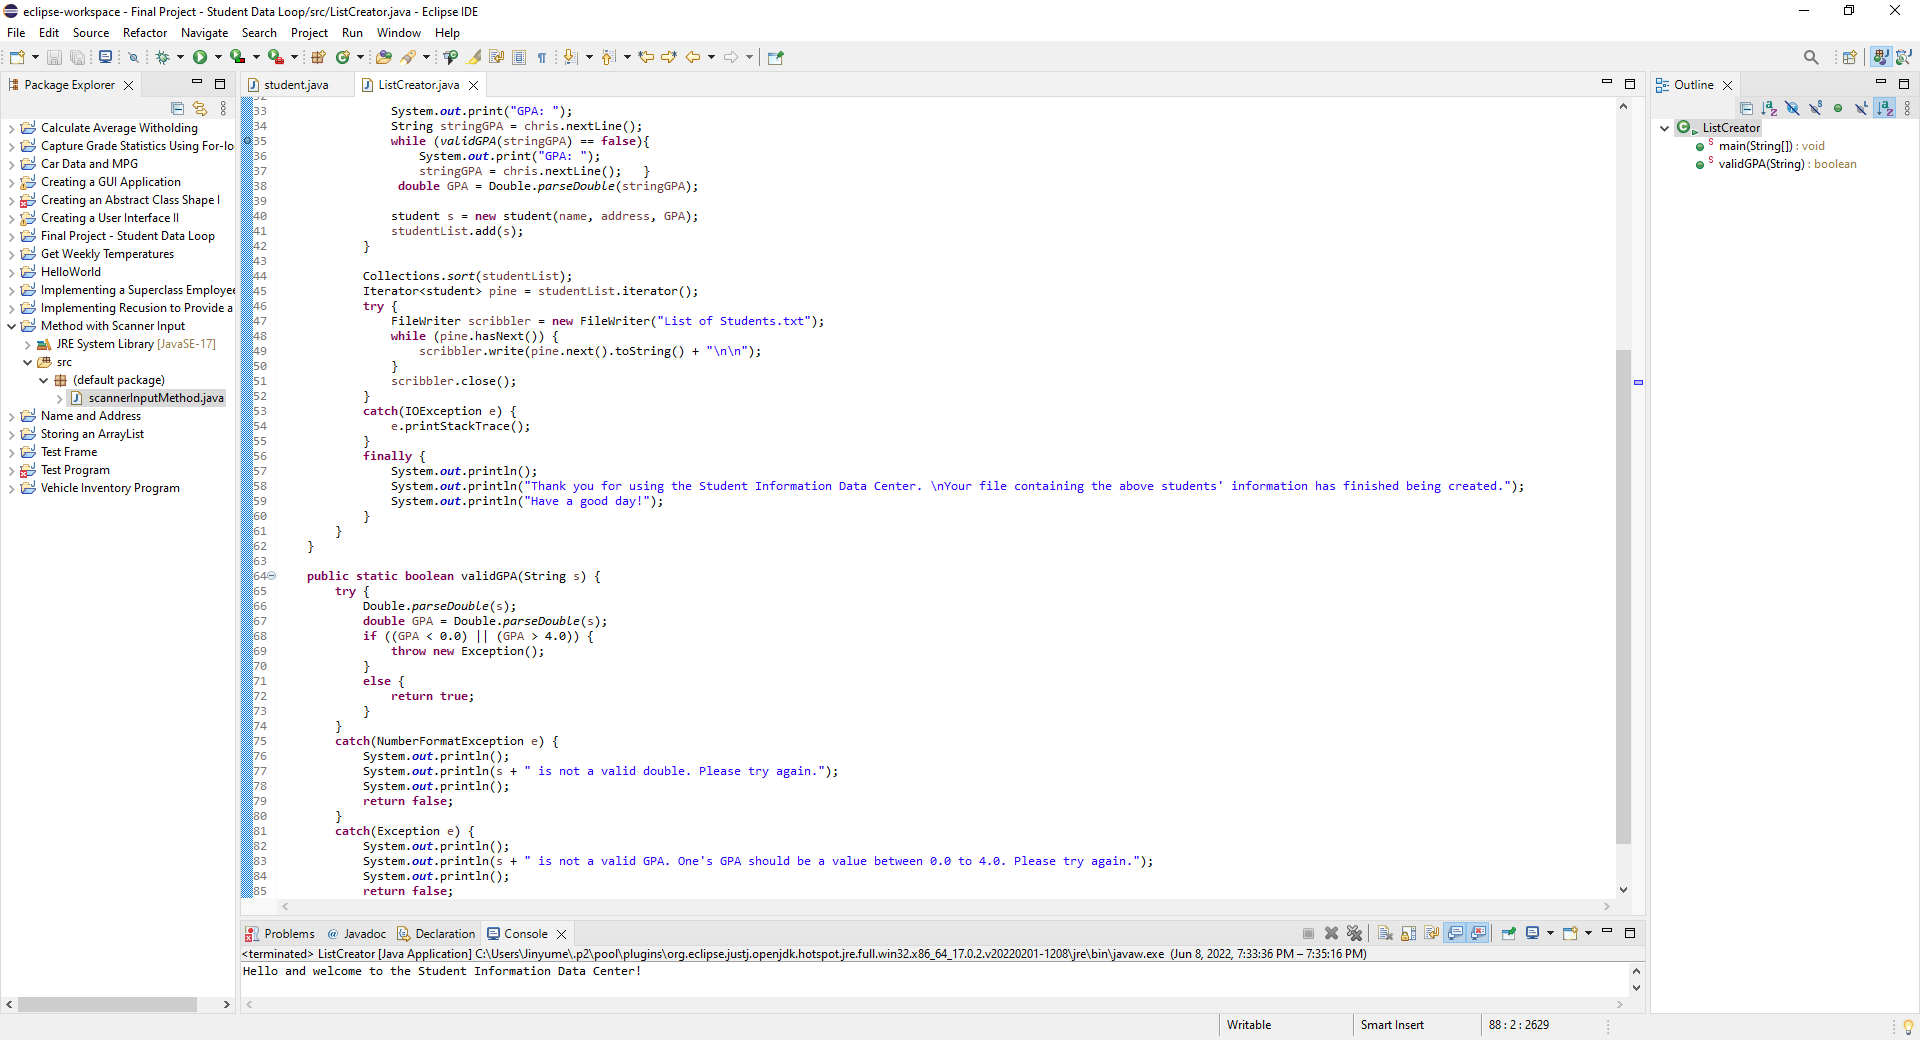 eclipse-workspace - Final Project - Student Data Loop/src/ListCreator.java - Eclipse IDE
File Edit Source Refactor Navigate Search Project Run Window Help
Package Explorer
Calculate Average Witholding
Capture Grade Statistics Using For-lo
Car Data and MPG
Creating a GUI Application
Creating an Abstract Class Shape I
Creating a User Interface II
Final Project - Student Data Loop
Get Weekly Temperatures
HelloWorld
Implementing a Superclass Employee
Implementing Recusion to Provide a
Method with Scanner Input
JRE System Library [JavaSE-17]
src
(default package)
scannerInputMethod.java
Name and Address
Storing an ArrayList
Test Frame
Test Program
Vehicle Inventory Program
student.java ListCreator.java
32
33 System.out.print("GPA: ");
34 String stringGPA = chris.nextLine();
35 while (validGPA(stringGPA) == false){
36 System.out.print("GPA: ");
37 stringGPA = chris.nextLine(); }
38 double GPA = Double.parseDouble(stringGPA);
39
40 student s = new student(name, address, GPA);
41 studentList.add(s);
42 }
43
44 Collections.sort(studentList);
45 Iterator<student> pine = studentList.iterator();
46 try {
47 FileWriter scribbler = new FileWriter("List of Students.txt");
48 while (pine.hasNext()) {
49 scribbler.write(pine.next().toString() + "\n\n");
50 }
51 scribbler.close();
52 }
53 catch(IOException e) {
54 e.printStackTrace();
55 }
56 finally {
57 System.out.println();
58 System.out.println("Thank you for using the Student Information Data Center. \nYour file containing the above students' information has finished being created.");
59 System.out.println("Have a good day!");
60 }
61 }
62 }
63
64 public static boolean validGPA(String s) {
65 try {
66 Double.parseDouble(s);
67 double GPA = Double.parseDouble(s);
68 if ((GPA < 0.0) || (GPA > 4.0)) {
69 throw new Exception();
70 }
71 else {
72 return true;
73 }
74 }
75 catch(NumberFormatException e) {
76 System.out.println();
77 System.out.println(s + " is not a valid double. Please try again.");
78 System.out.println();
79 return false;
80 }
81 catch(Exception e) {
82 System.out.println();
83 System.out.println(s + " is not a valid GPA. One's GPA should be a value between 0.0 to 4.0. Please try again.");
84 System.out.println();
85 return false;
Outline
ListCreator
main(String[]) : void
validGPA(String) : boolean
Problems Javadoc Declaration Console
<terminated> ListCreator [Java Application] C:\Users\Jinyume\.p2\pool\plugins\org.eclipse.justj.openjdk.hotspot.jre.full.win32.x86_64_17.0.2.v20220201-1208\jre\bin\javaw.exe (Jun 8, 2022, 7:33:36 PM – 7:35:16 PM)
Hello and welcome to the Student Information Data Center!
Writable Smart Insert 88 : 2 : 2629